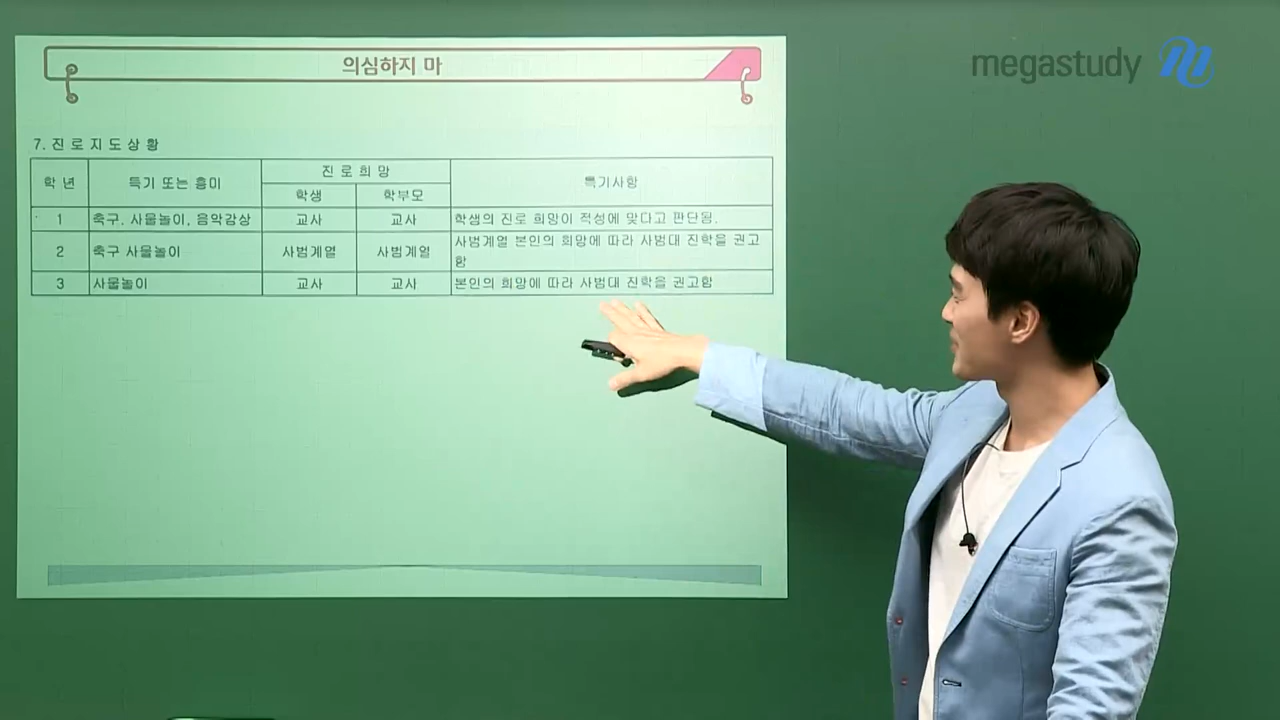 의심하지 마
megastudy
7. 진 로 지 도 상 황
학 년 특기 또는 흥미 진 로 희 망 특기사항
학생 학부모
1 축구, 사물놀이, 음악감상 교사 교사 학생의 진로 희망이 적성에 맞다고 판단됨.
2 축구 사물놀이 사범계열 사범계열 사범계열 본인의 희망에 따라 사범대 진학을 권고
함
3 사물놀이 교사 교사 본인의 희망에 따라 사범대 진학을 권고함